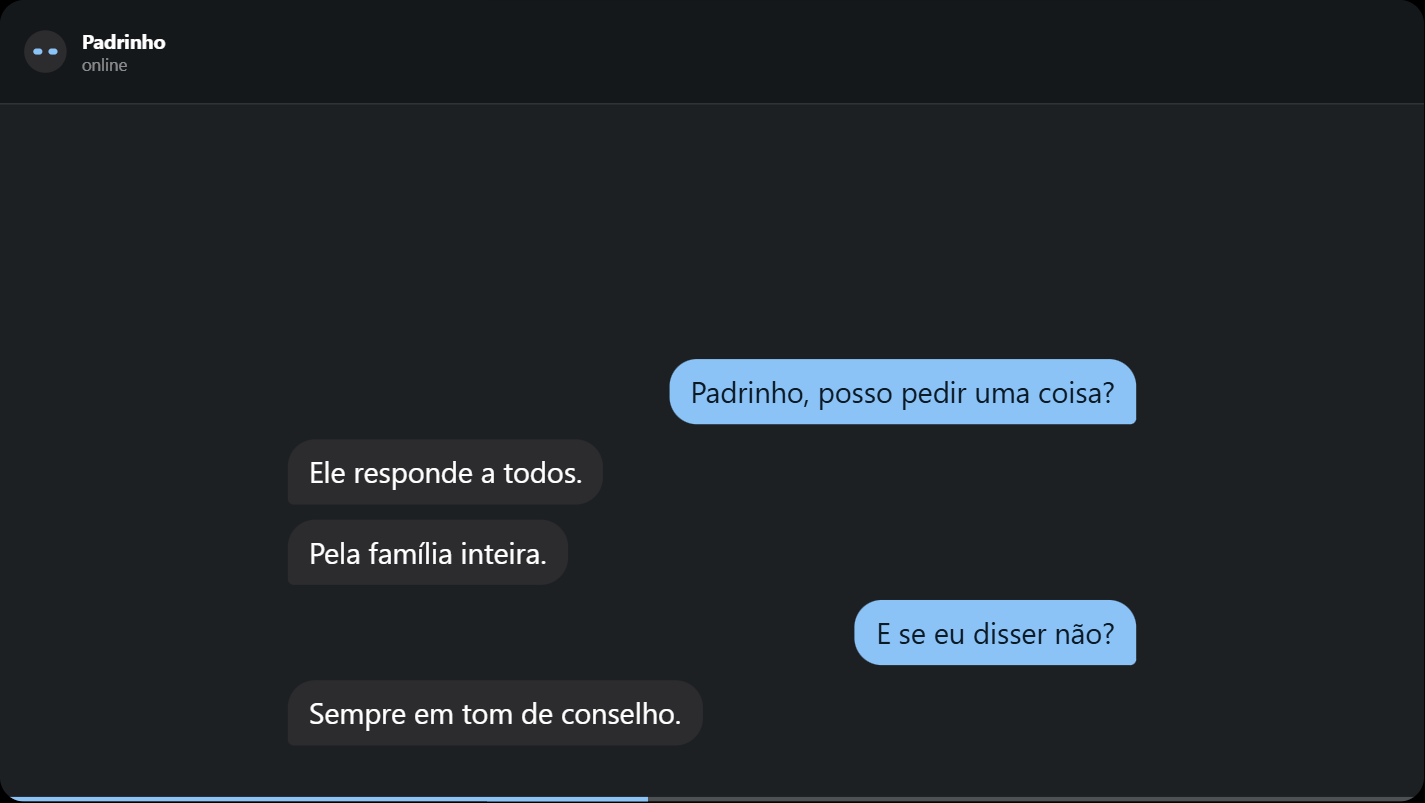 Padrinho
online
Padrinho, posso pedir uma coisa?
Ele responde a todos.
Pela família inteira.
E se eu disser não?
Sempre em tom de conselho.